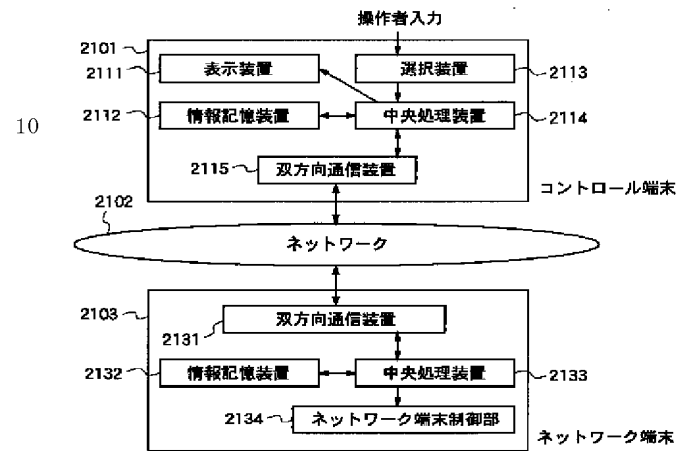 操作者入力
2101
2111 表示装置 選択装置 2113
10
2112 情報記憶装置 中央処理装置 2114
2115 双方向通信装置
コントロール端末
2102
ネットワーク
2103
双方向通信装置
2131
2132 情報記憶装置 中央処理装置 2133
2134 ネットワーク端末制御部
ネットワーク端末